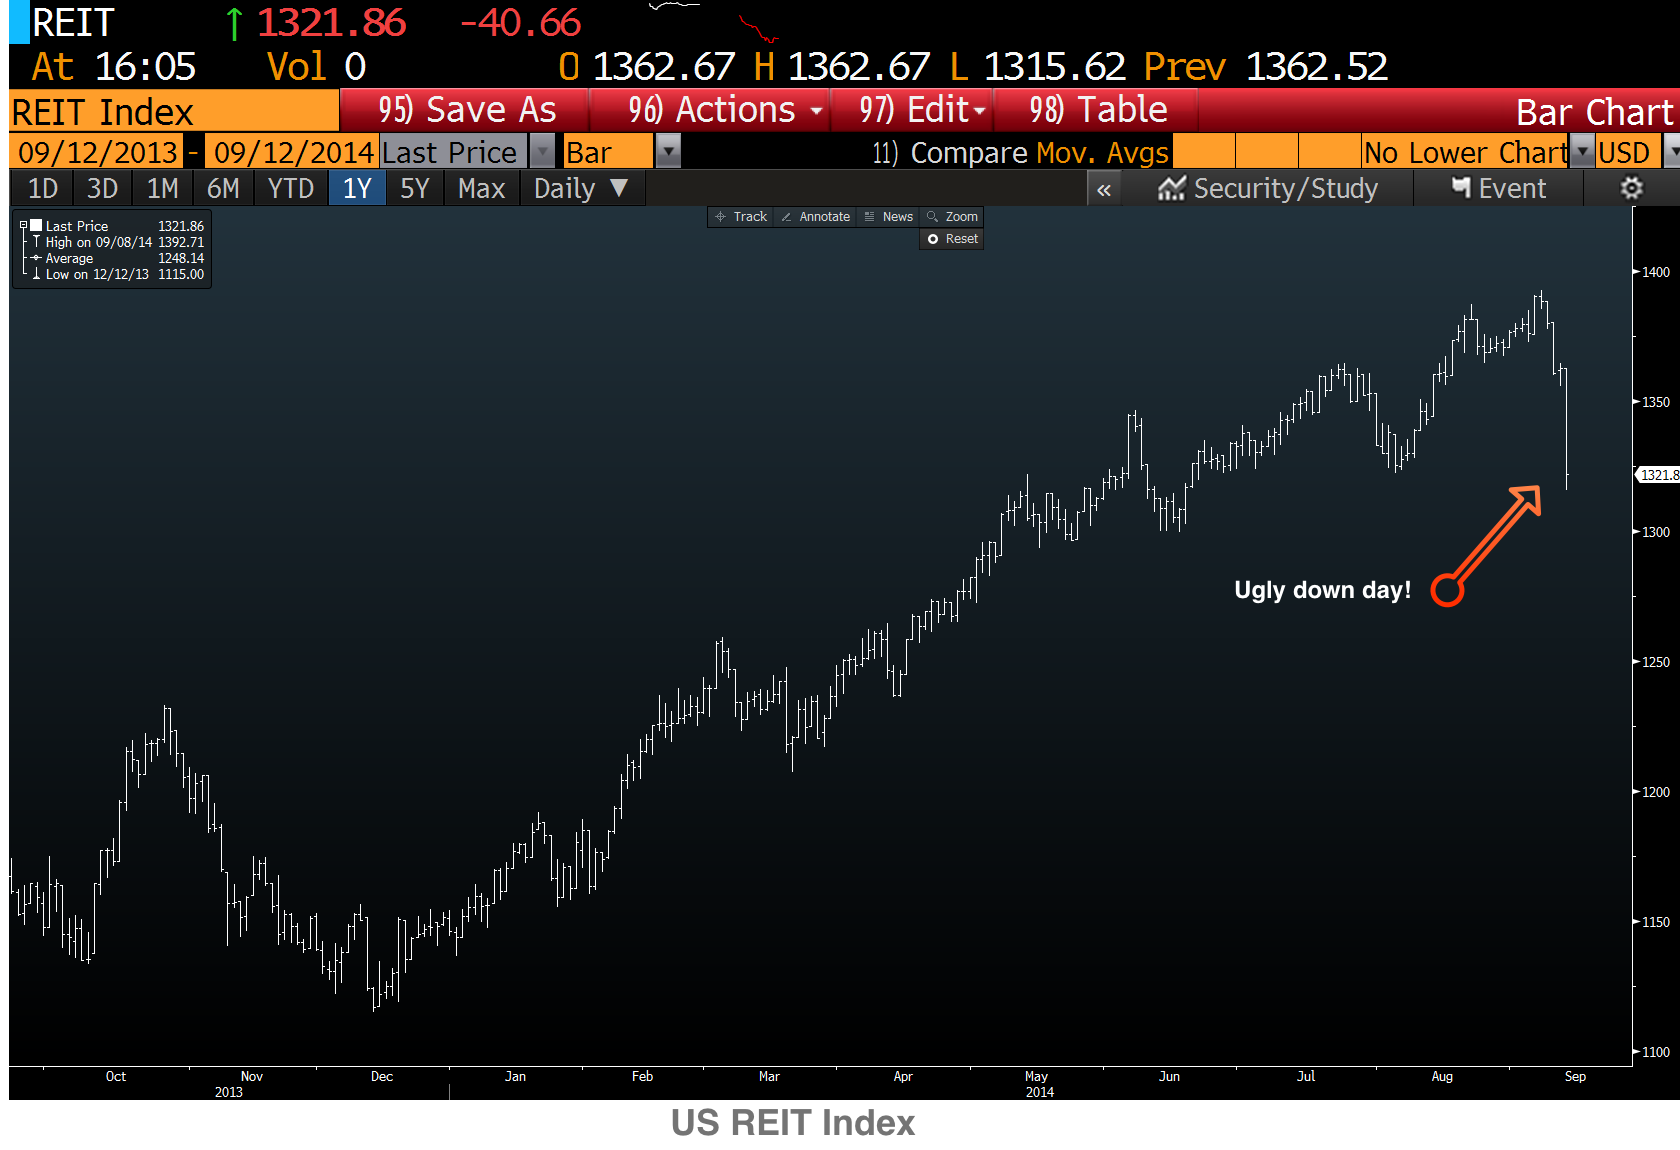 REIT ↑ 1321.86 -40.66
At 16:05 Vol 0 O 1362.67 H 1362.67 L 1315.62 Prev 1362.52
REIT Index 95) Save As 96) Actions 97) Edit 98) Table Bar Chart
09/12/2013 - 09/12/2014 Last Price Bar 11) Compare Mov. Avgs No Lower Chart USD
1D 3D 1M 6M YTD 1Y 5Y Max Daily ▼ « Security/Study Event
Track Annotate News Zoom
Reset
Last Price 1321.86
High on 09/08/14 1392.71
Average 1248.14
Low on 12/12/13 1115.00
1400
1350
1321.8
1300
Ugly down day!
1250
1200
1150
1100
Oct Nov Dec Jan Feb Mar Apr May Jun Jul Aug Sep
2013 2014
US REIT Index